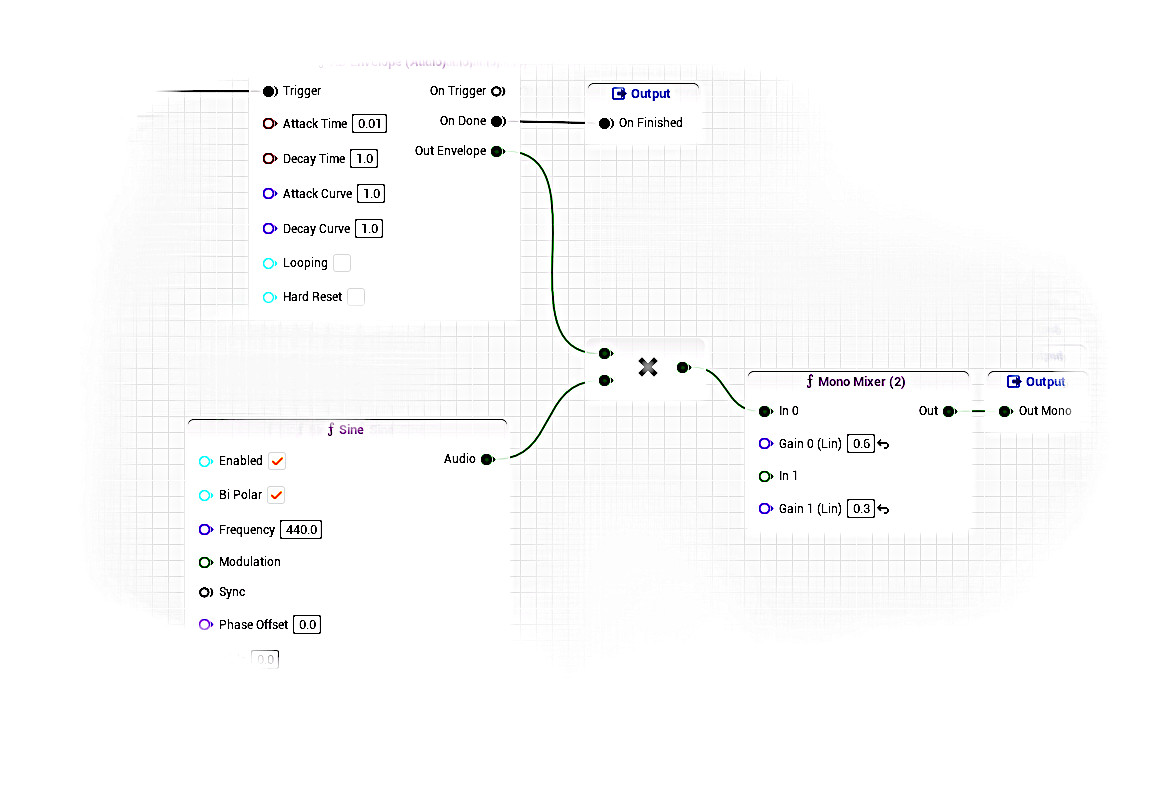 Envelope (Audio)
Trigger
On Trigger
Attack Time 0.01
On Done
Decay Time 1.0
Out Envelope
Attack Curve 1.0
Decay Curve 1.0
Looping
Hard Reset
Output
On Finished
Sine
Enabled
Audio
Bi Polar
Frequency 440.0
Modulation
Sync
Phase Offset 0.0
0.0
Mono Mixer (2)
In 0
Out
Gain 0 (Lin) 0.6
In 1
Gain 1 (Lin) 0.3
Output
Out Mono